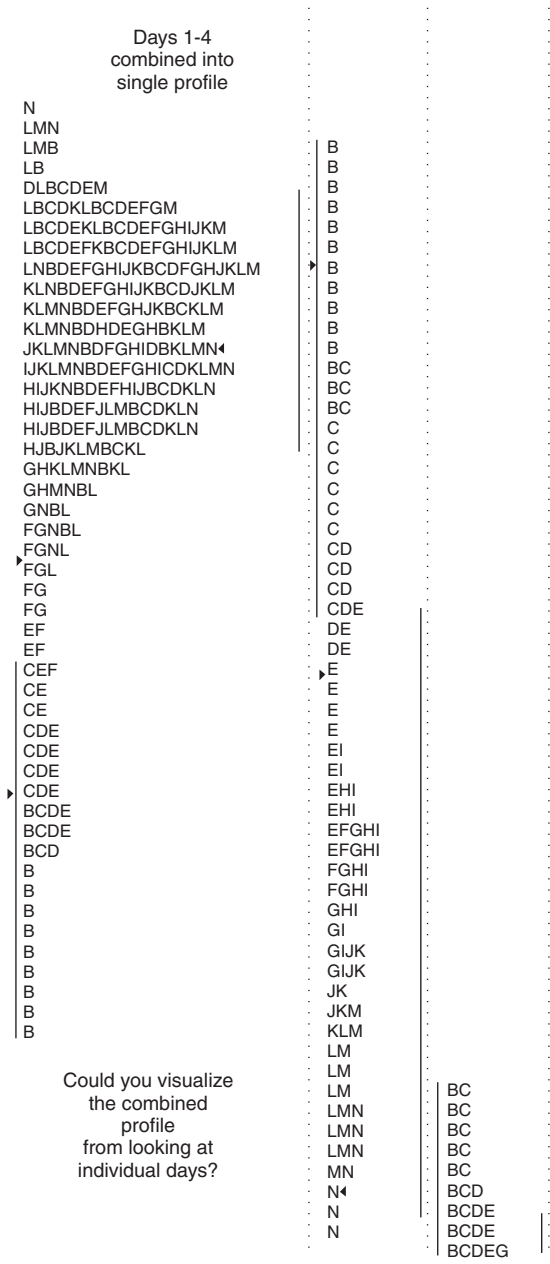 Days 1-4
combined into
single profile
N
LMN
LMB
LB
DLBCDEM
LBCDKLBCDEFGM
LBCDEKLBCDEFGHIJKM
LBCDEFKBCDEFGHIJKLM
LNBDEFGHIJKBCDFGHJKLM
KLNBDEFGHIJKBCDJKLM
KLMNBDEFGHJKBCKLM
KLMNBDHDEGHBKLM
JKLMNBDFGHIDBKLMN
IJKLMNBDEFGHICDKLMN
HIJKNBDEFHIJBCDKLN
HIJBDEFJLMBCDKLN
HIJBDEFJLMBCDKLN
HJBJKLMBCKL
GHKLMNBKL
GHMNBL
GNBL
FGNBL
FGNL
FGL
FG
FG
EF
EF
CEF
CE
CE
CDE
CDE
CDE
CDE
BCDE
BCDE
BCD
B
B
B
B
B
B
B
B
B
Could you visualize
the combined
profile
from looking at
individual days?
B
B
B
B
B
B
B
B
B
B
B
BC
BC
BC
C
C
C
C
C
C
CD
CD
CD
CDE
DE
DE
E
E
E
E
EI
EI
EHI
EHI
EFGHI
EFGHI
FGHI
FGHI
GHI
GI
GIJK
GIJK
JK
JKM
KLM
LM
LM
LM
LMN
LMN
LMN
MN
N
N
N
BC
BC
BC
BC
BC
BCD
BCDE
BCDE
BCDEG